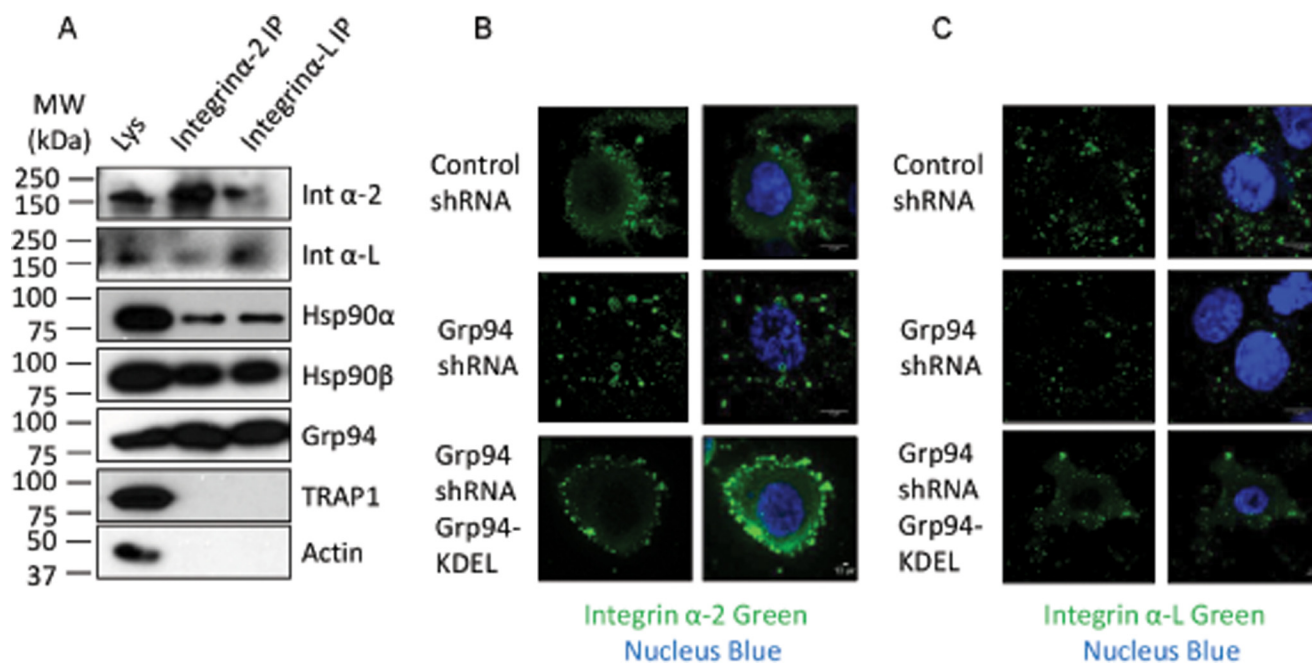 A
B
C
MW
(kDa)
Lys
Integrinα-2 IP
Integrinα-L IP
250
150
Int α-2
250
150
Int α-L
100
75
Hsp90α
100
75
Hsp90β
100
75
Grp94
100
75
TRAP1
50
37
Actin
Control
shRNA
Grp94
shRNA
Grp94
shRNA
Grp94-
KDEL
Integrin α-2 Green
Nucleus Blue
Control
shRNA
Grp94
shRNA
Grp94
shRNA
Grp94-
KDEL
Integrin α-L Green
Nucleus Blue